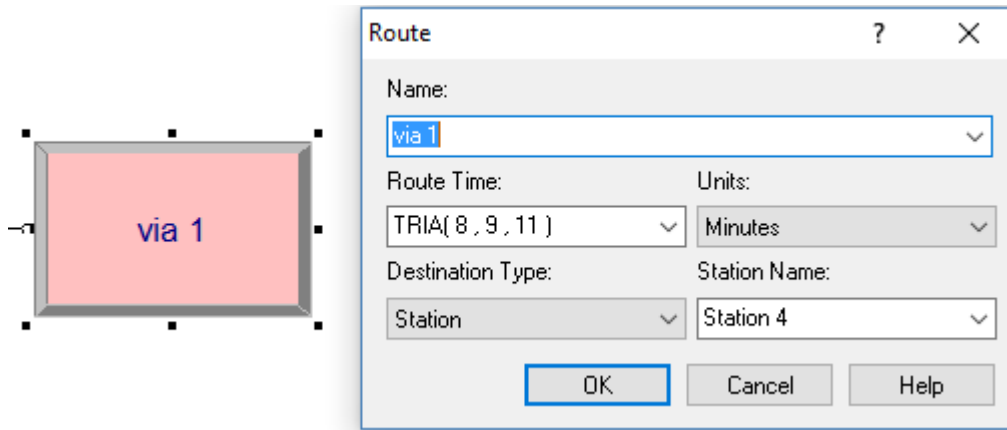 via 1
Route
?
Name:
via 1
Route Time:
Units:
TRIA( 8 , 9 , 11 )
Minutes
Destination Type:
Station Name:
Station
Station 4
OK
Cancel
Help